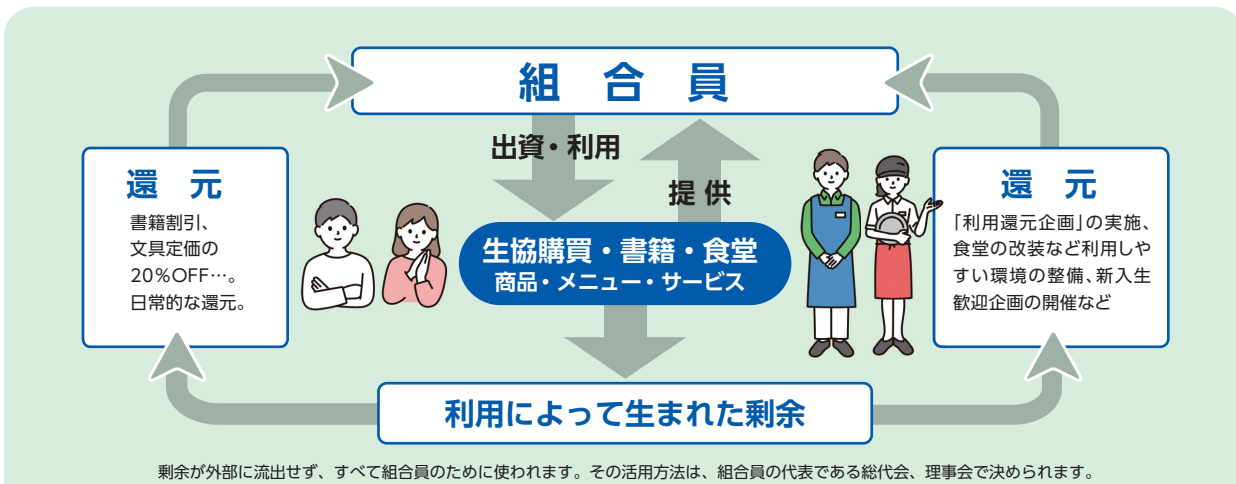 組合員
出資・利用
提供
還元
書籍割引、
文具定価の
20%OFF…。
日常的な還元。
生協購買・書籍・食堂
商品・メニュー・サービス
還元
「利用還元企画」の実施、
食堂の改装など利用しや
すい環境の整備、新入生
歓迎企画の開催など
利用によって生まれた剰余
剰余が外部に流出せず、すべて組合員のために使われます。その活用方法は、組合員の代表である総代会、理事会で決められます。